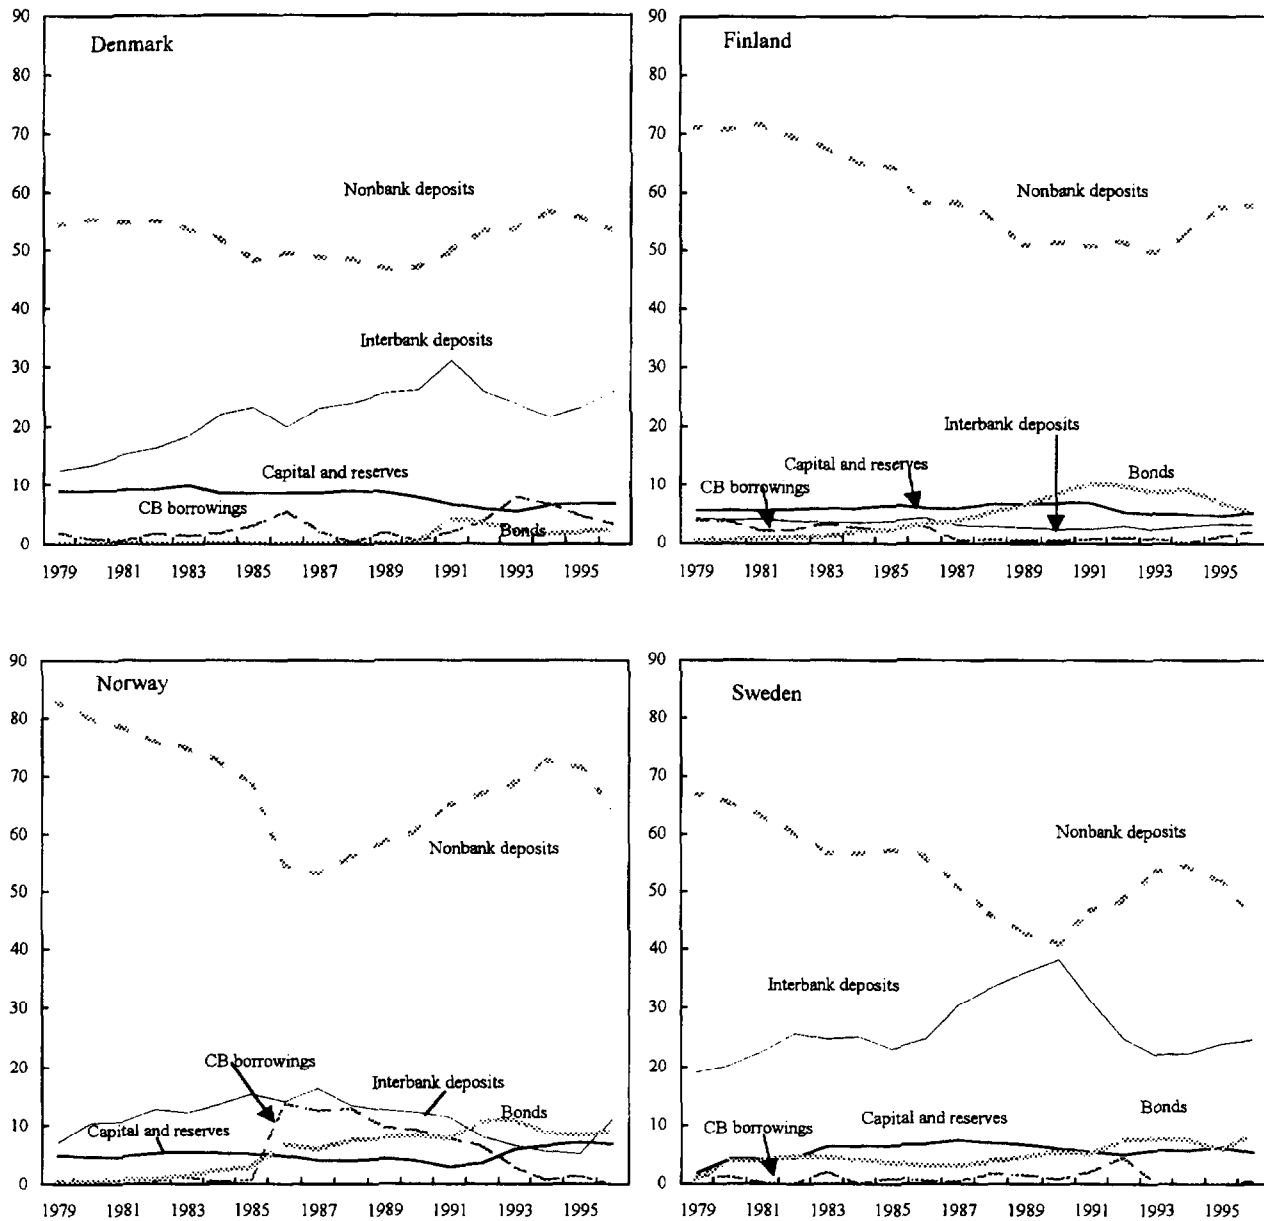 90
Denmark
80
70
60
Nonbank deposits
50
40
Interbank deposits
30
20
Capital and reserves
10
CB borrowings
Bonds
0
1979 1981 1983 1985 1987 1989 1991 1993 1995
90
Finland
80
70
60
Nonbank deposits
50
40
30
20
Interbank deposits
Capital and reserves
Bonds
10
CB borrowings
0
1979 1981 1983 1985 1987 1989 1991 1993 1995
90
Norway
80
70
60
Nonbank deposits
50
40
30
20
CB borrowings
Interbank deposits
Bonds
10
Capital and reserves
0
1979 1981 1983 1985 1987 1989 1991 1993 1995
90
Sweden
80
70
60
Nonbank deposits
50
40
Interbank deposits
30
20
Bonds
Capital and reserves
10
CB borrowings
0
1979 1981 1983 1985 1987 1989 1991 1993 1995